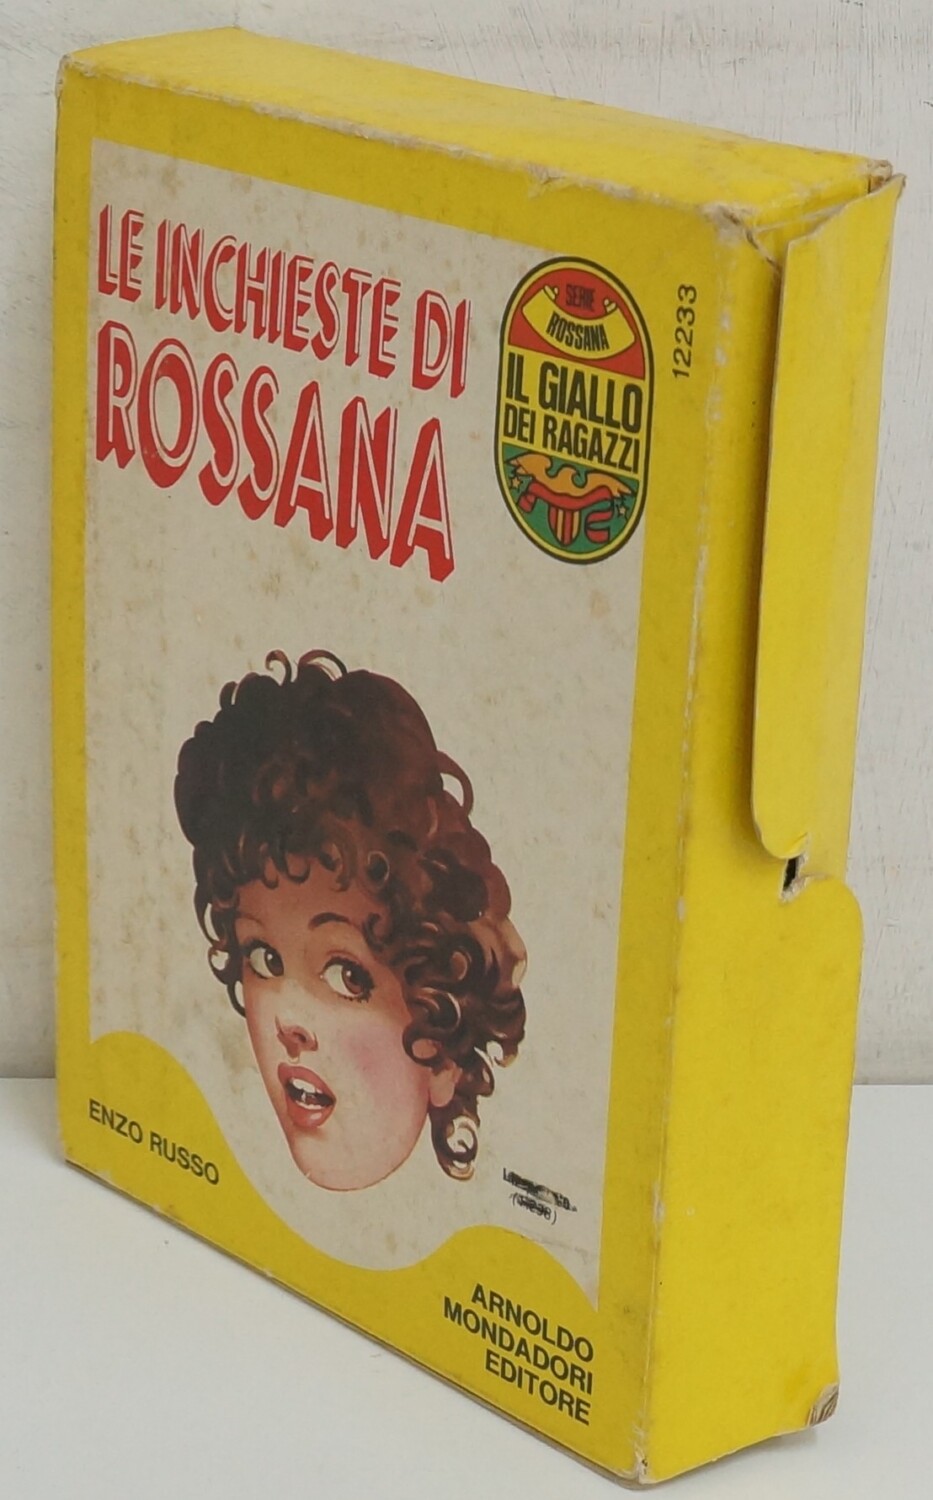 LE INCHIESTE DI
ROSSANA
SERIE
ROSSANA
IL GIALLO
DEI RAGAZZI
12233
ENZO RUSSO
ARNOLDO
MONDADORI
EDITORE